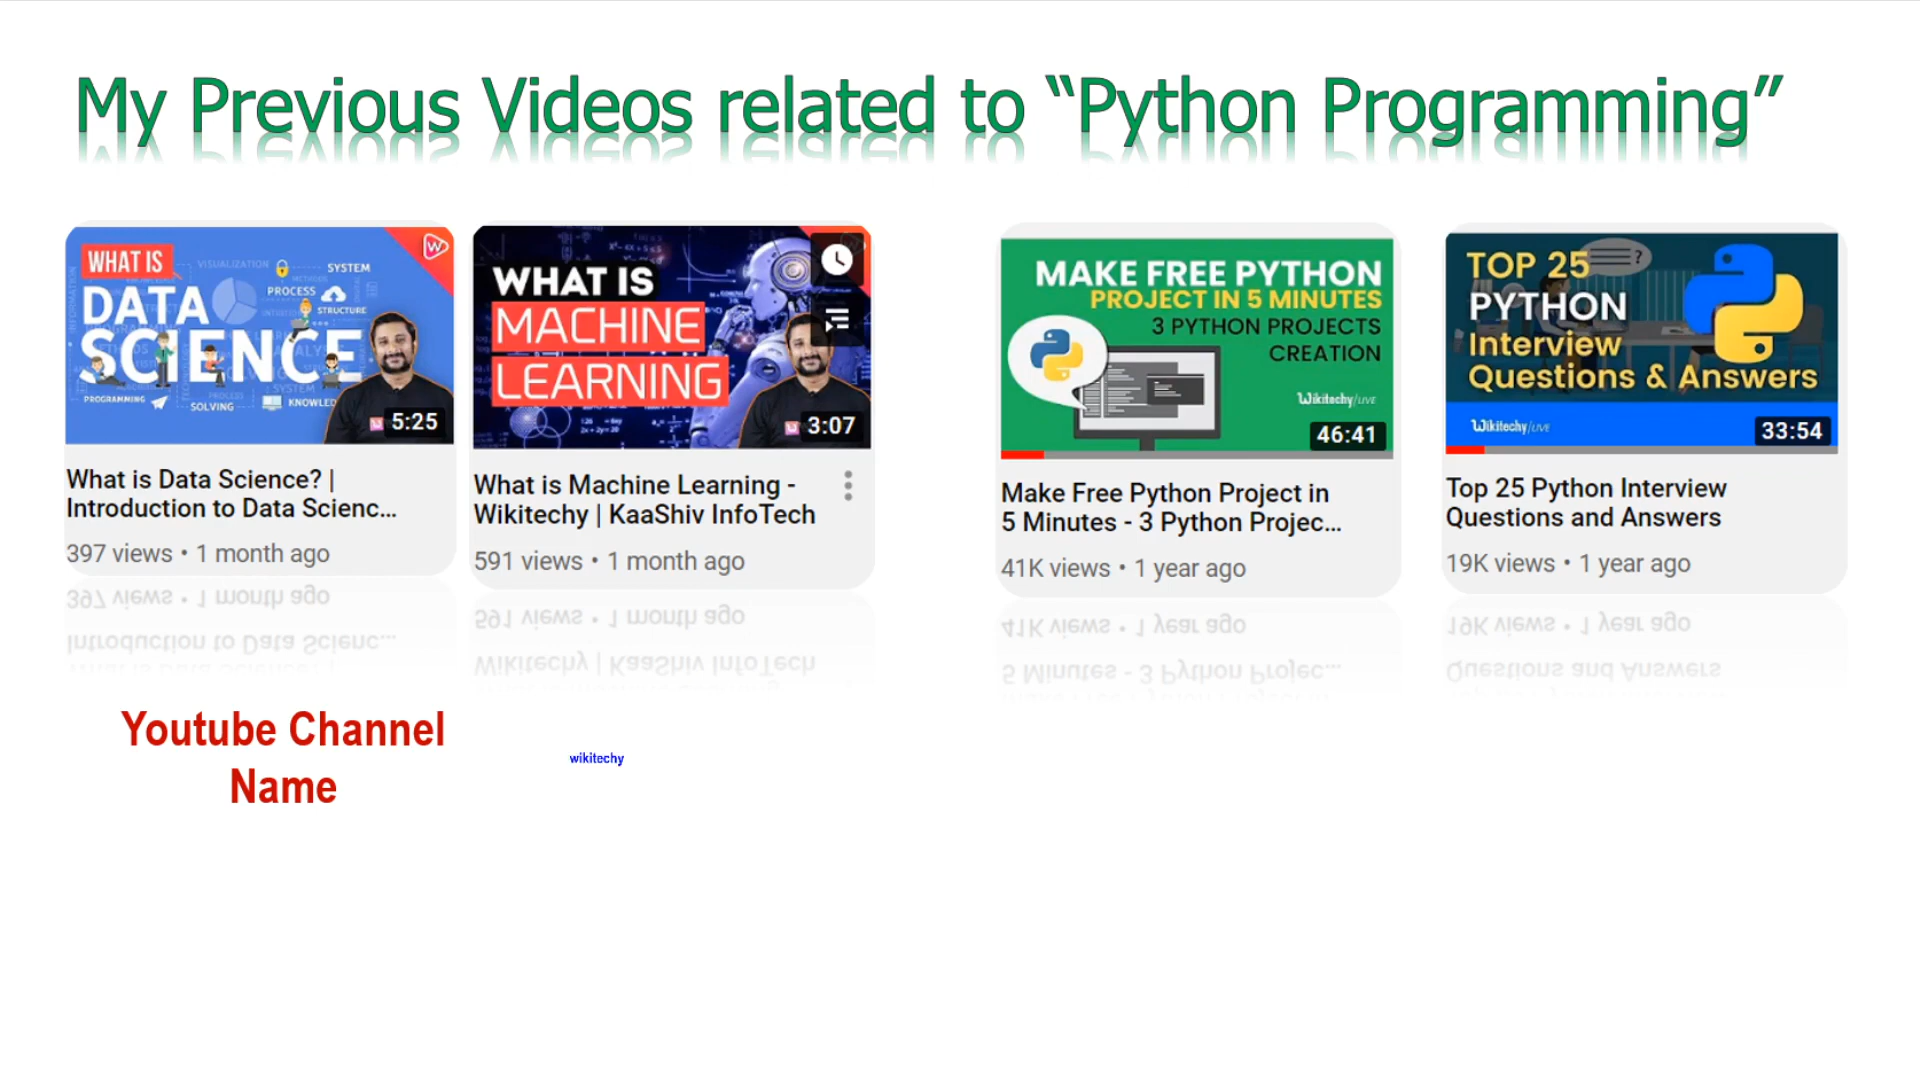 My Previous Videos related to “Python Programming”
WHAT IS
DATA
SCIENCE
VISUALIZATION
SYSTEM
PROCESS
STRUCTURE
SYSTEM
PROGRAMMING
SOLVING
KNOWLED
5:25
What is Data Science? |
Introduction to Data Scienc...
397 views • 1 month ago
WHAT IS
MACHINE
LEARNING
3:07
What is Machine Learning -
Wikitechy | KaaShiv InfoTech
591 views • 1 month ago
MAKE FREE PYTHON
PROJECT IN 5 MINUTES
3 PYTHON PROJECTS
CREATION
Wikitechy/LIVE
46:41
Make Free Python Project in
5 Minutes - 3 Python Projec...
41K views • 1 year ago
TOP 25
PYTHON
Interview
Questions & Answers
Wikitechy/LIVE
33:54
Top 25 Python Interview
Questions and Answers
19K views • 1 year ago
Youtube Channel
Name
wikitechy